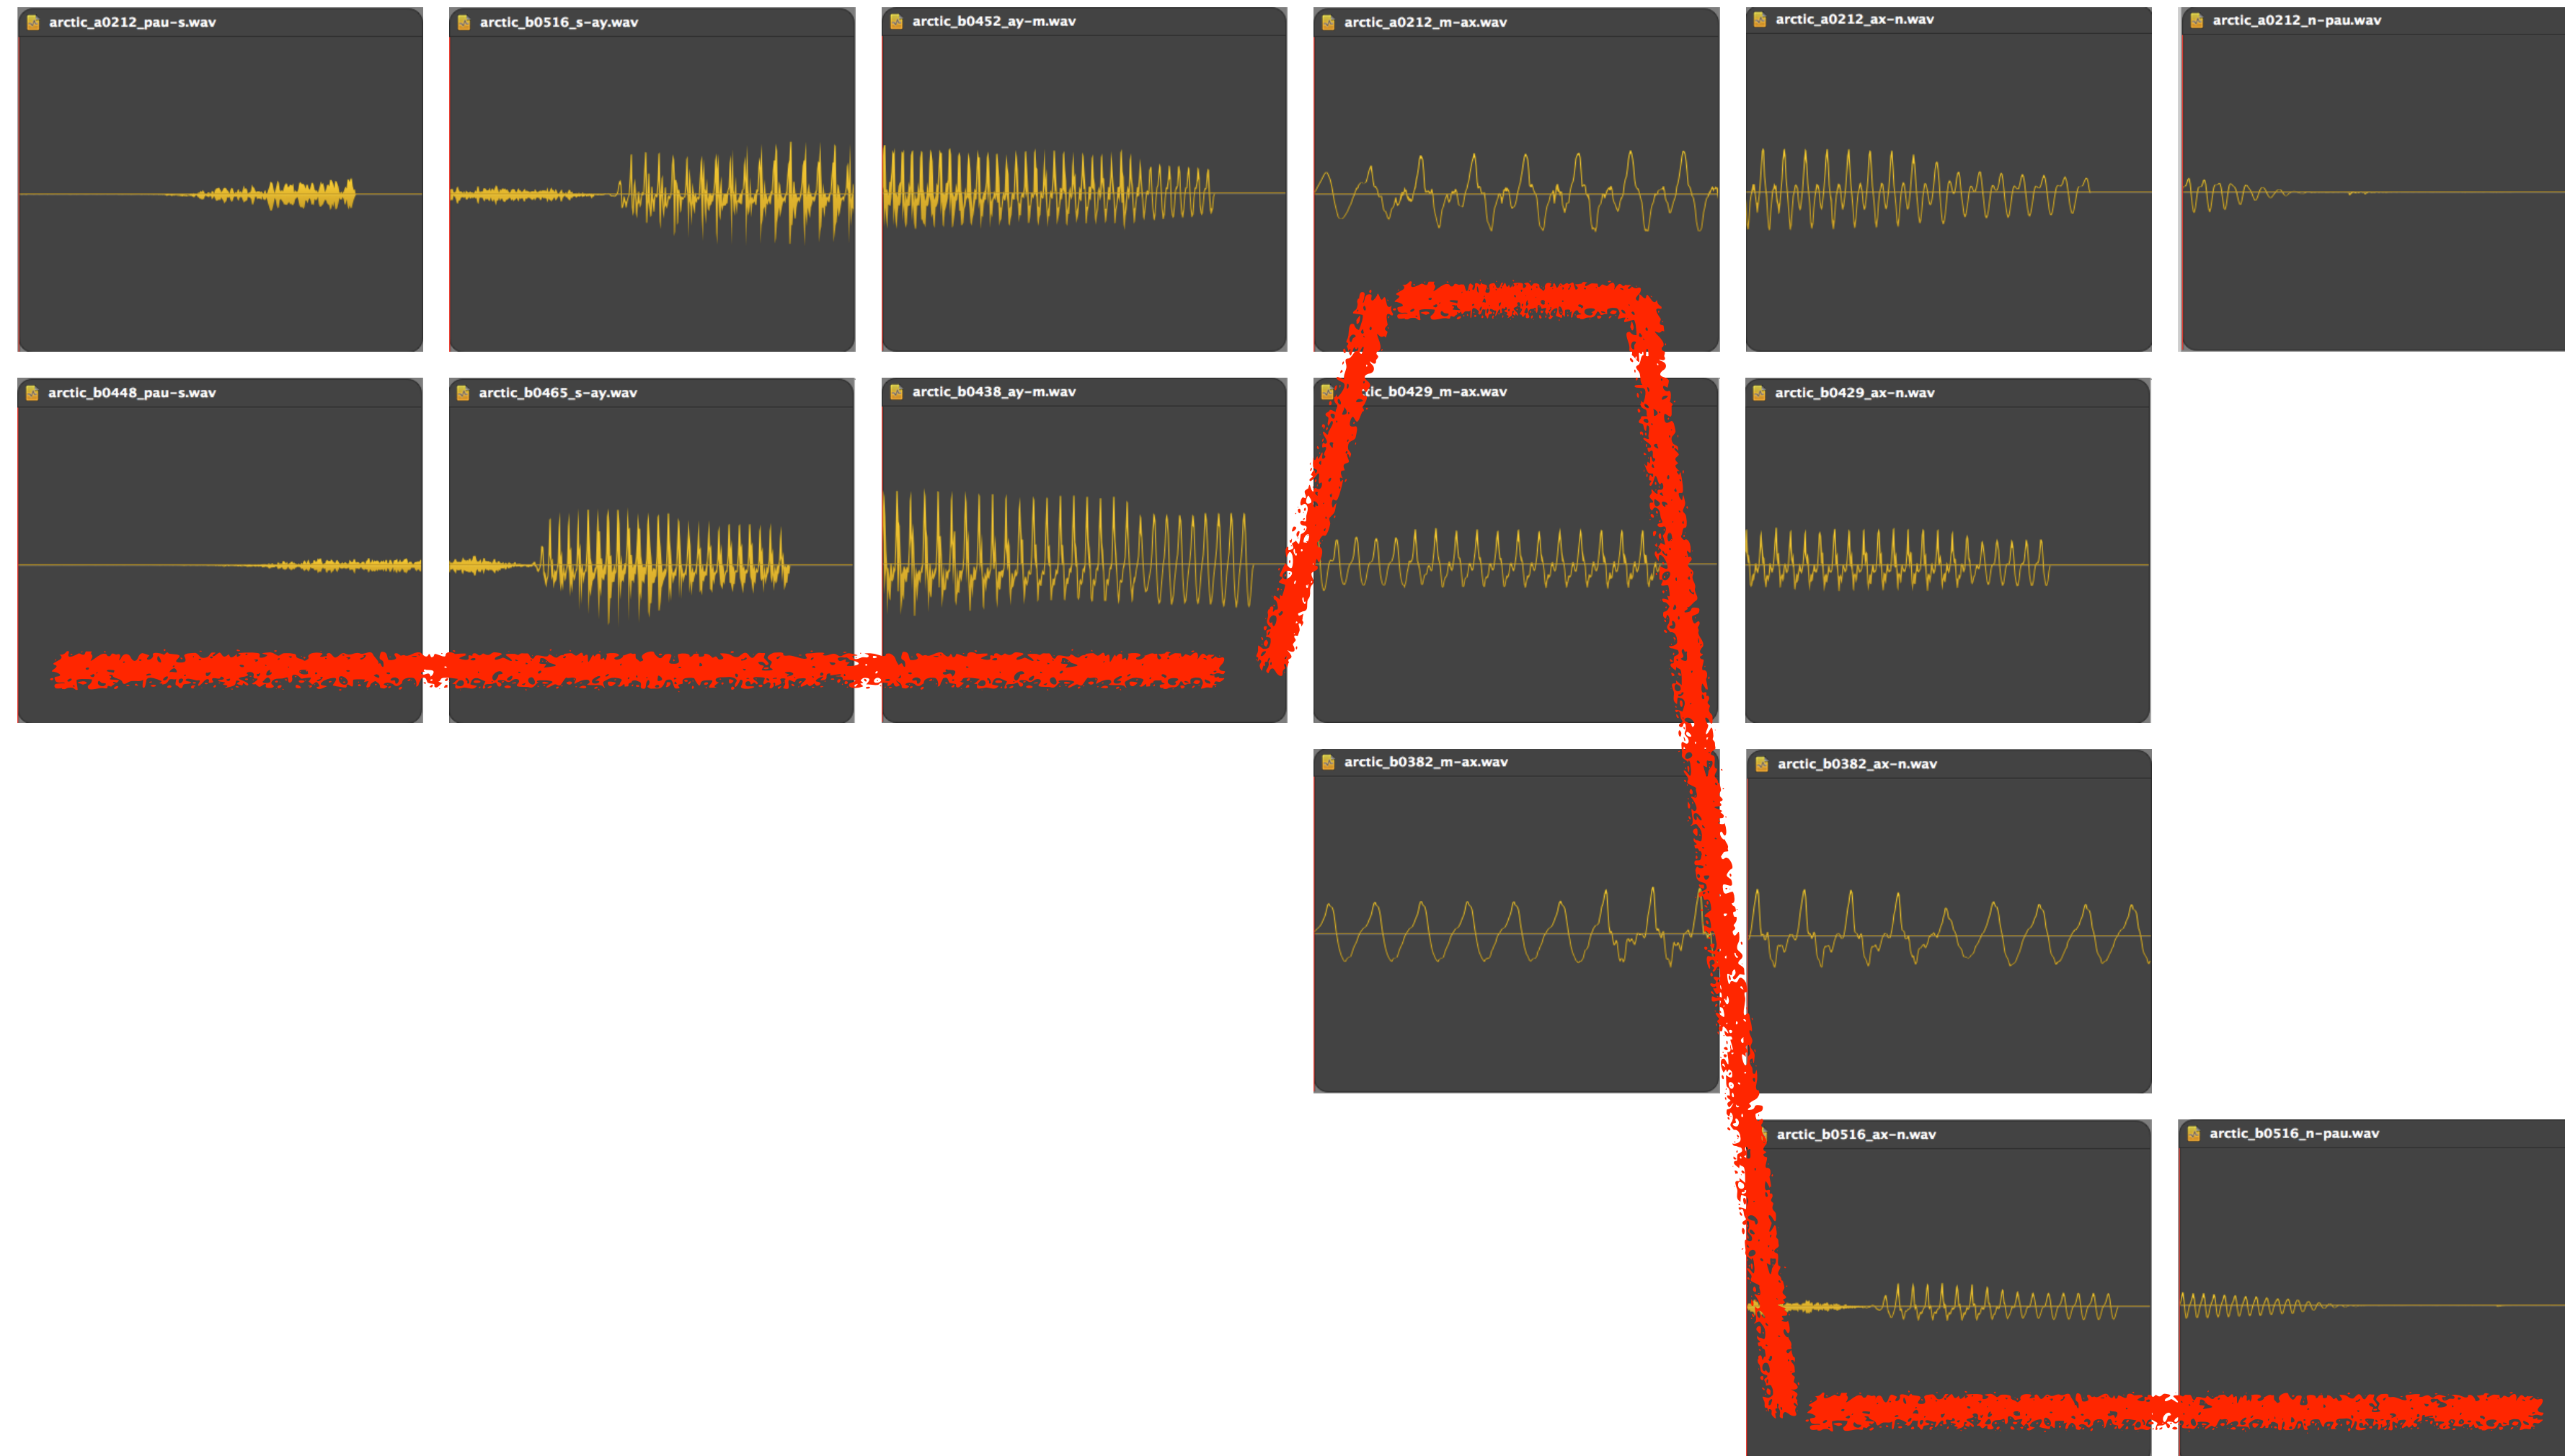 arctic_a0212_pau-s.wav
arctic_b0516_s-ay.wav
arctic_b0452_ay-m.wav
arctic_a0212_m-ax.wav
arctic_a0212_ax-n.wav
arctic_a0212_n-pau.wav
arctic_b0448_pau-s.wav
arctic_b0465_s-ay.wav
arctic_b0438_ay-m.wav
tic_b0429_m-ax.wav
arctic_b0429_ax-n.wav
arctic_b0382_m-ax.wav
arctic_b0382_ax-n.wav
arctic_b0516_ax-n.wav
arctic_b0516_n-pau.wav